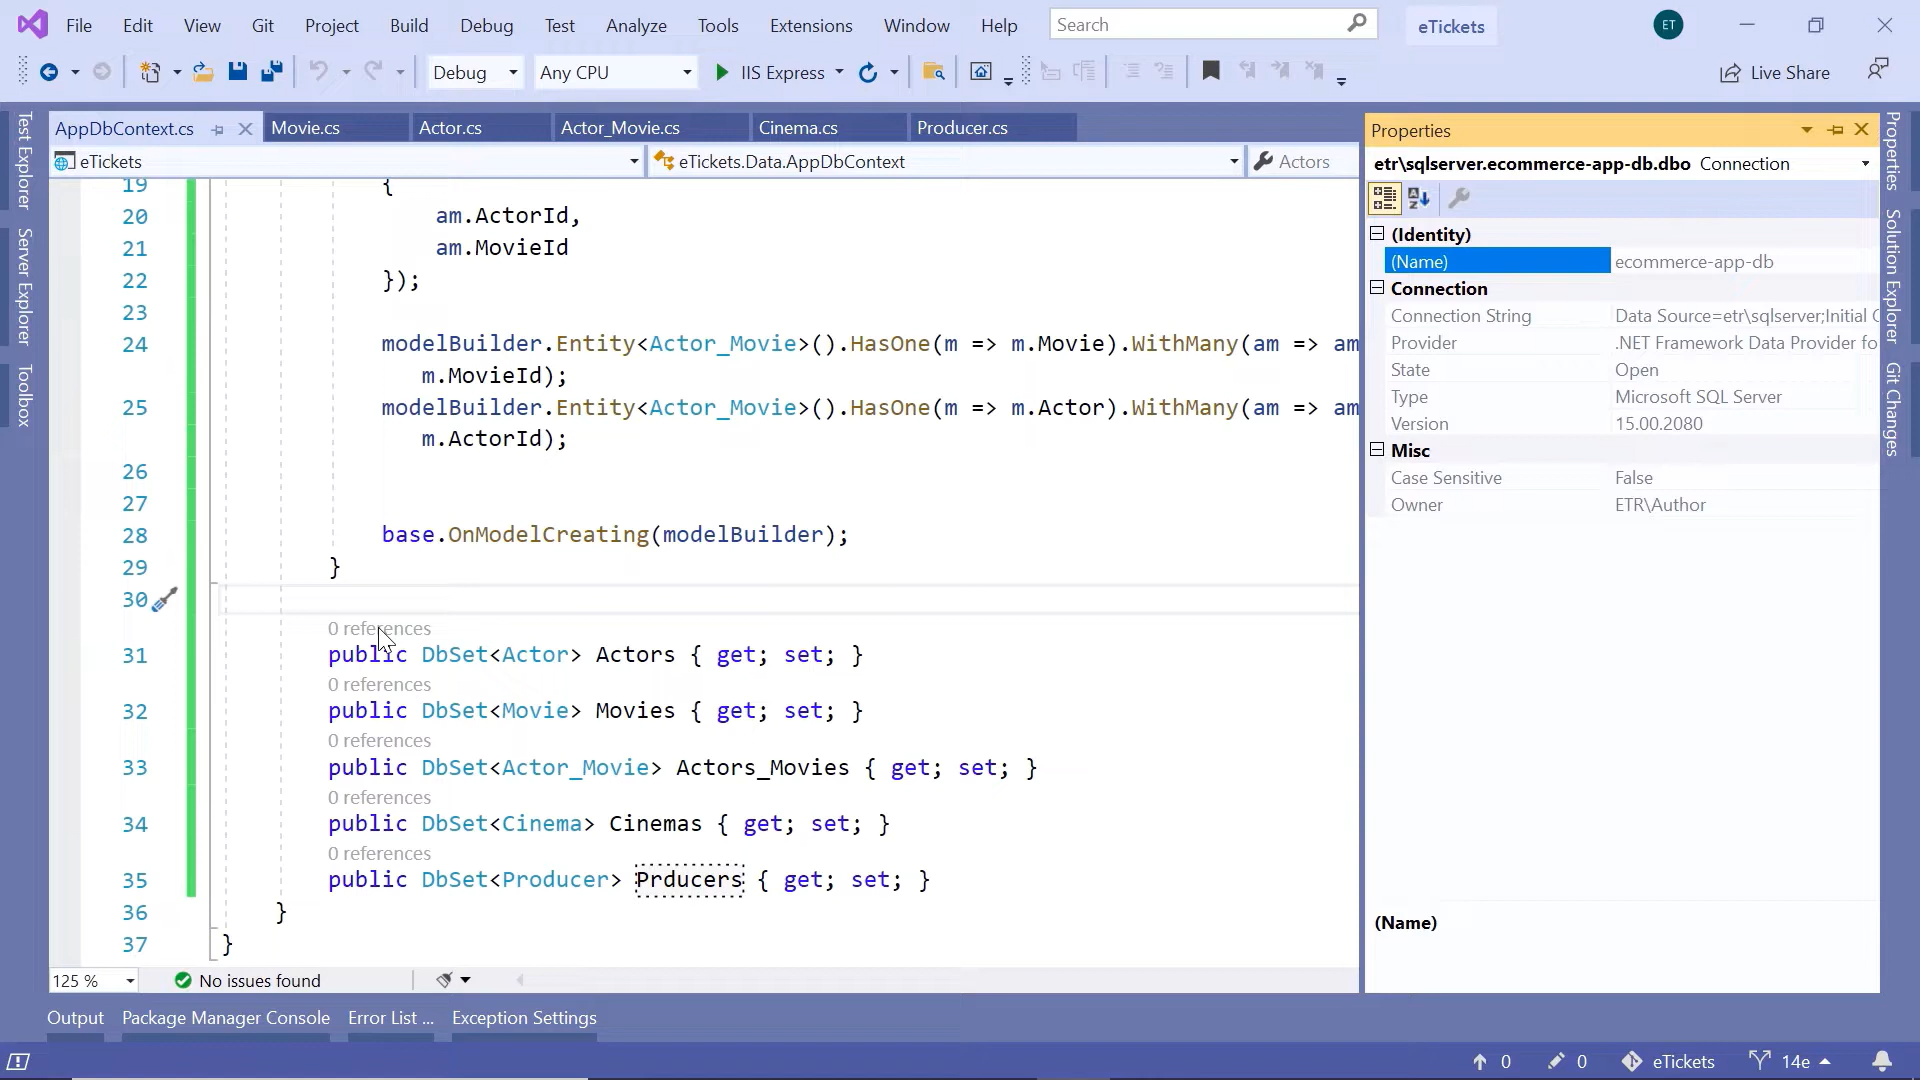 File Edit View Git Project Build Debug Test Analyze Tools Extensions Window Help Search eTickets ET
Debug Any CPU IIS Express Live Share
AppDbContext.cs Movie.cs Actor.cs Actor_Movie.cs Cinema.cs Producer.cs
eTickets eTickets.Data.AppDbContext Actors
Test Explorer
Server Explorer
Toolbox
19 {
20 am.ActorId,
21 am.MovieId
22 });
23
24 modelBuilder.Entity<Actor_Movie>().HasOne(m => m.Movie).WithMany(am => am
m.MovieId);
25 modelBuilder.Entity<Actor_Movie>().HasOne(m => m.Actor).WithMany(am => am
m.ActorId);
26
27
28 base.OnModelCreating(modelBuilder);
29 }
30
0 references
31 public DbSet<Actor> Actors { get; set; }
0 references
32 public DbSet<Movie> Movies { get; set; }
0 references
33 public DbSet<Actor_Movie> Actors_Movies { get; set; }
0 references
34 public DbSet<Cinema> Cinemas { get; set; }
0 references
35 public DbSet<Producer> Prducers { get; set; }
36 }
37 }
125 % No issues found
Properties
etr\sqlserver.ecommerce-app-db.dbo Connection
(Identity)
(Name) ecommerce-app-db
Connection
Connection String Data Source=etr\sqlserver;Initial C
Provider .NET Framework Data Provider fo
State Open
Type Microsoft SQL Server
Version 15.00.2080
Misc
Case Sensitive False
Owner ETR\Author
(Name)
Properties
Solution Explorer
Git Changes
Output Package Manager Console Error List ... Exception Settings
0 0 eTickets 14e